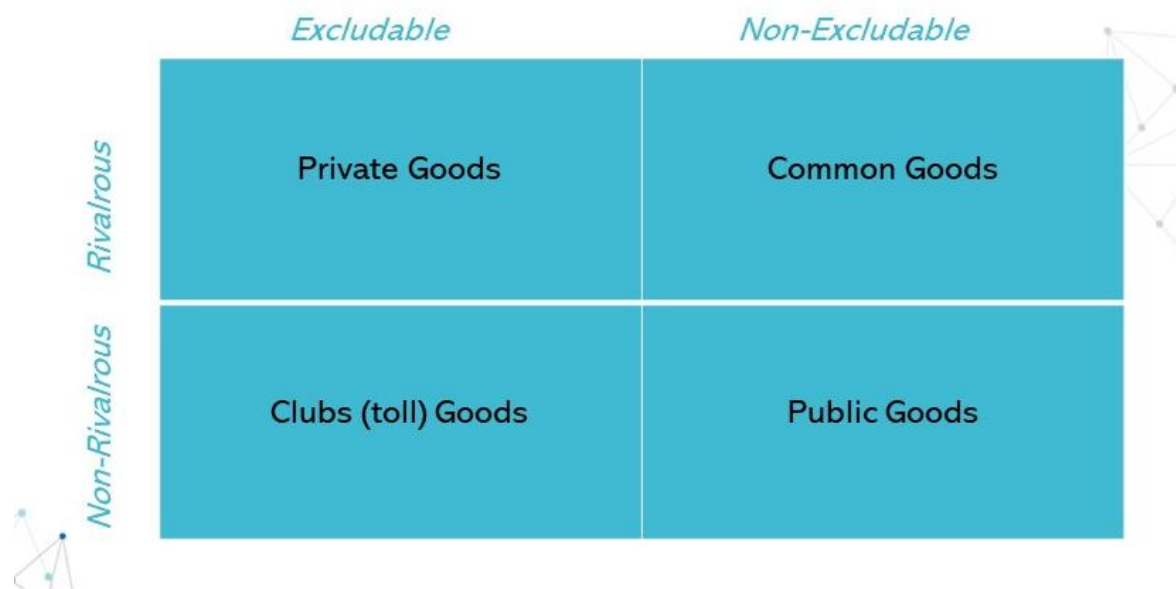 Excludable
Non-Excludable
Rivalrous
Private Goods
Common Goods
Non-Rivalrous
Clubs (toll) Goods
Public Goods